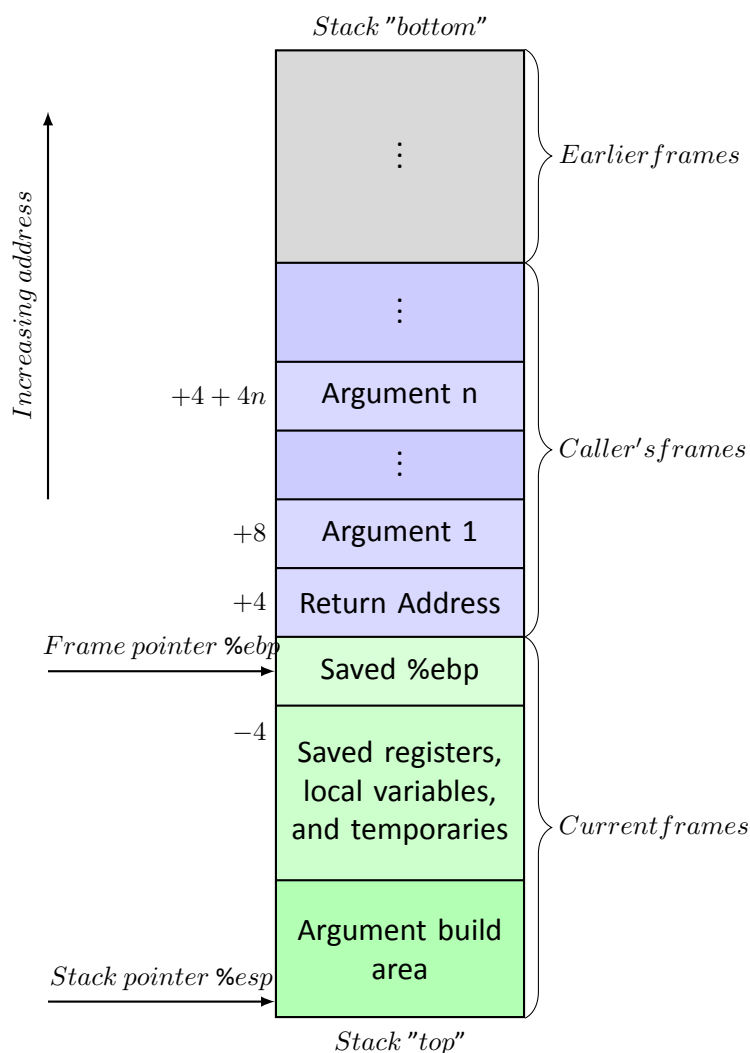 Stack "bottom"
⋮
Earlierframes
Increasing address
⋮
+4 + 4n
Argument n
⋮
Caller'sframes
+8
Argument 1
+4
Return Address
Frame pointer %ebp
Saved %ebp
−4
Saved registers,
local variables,
and temporaries
Currentframes
Argument build
area
Stack pointer %esp
Stack "top"